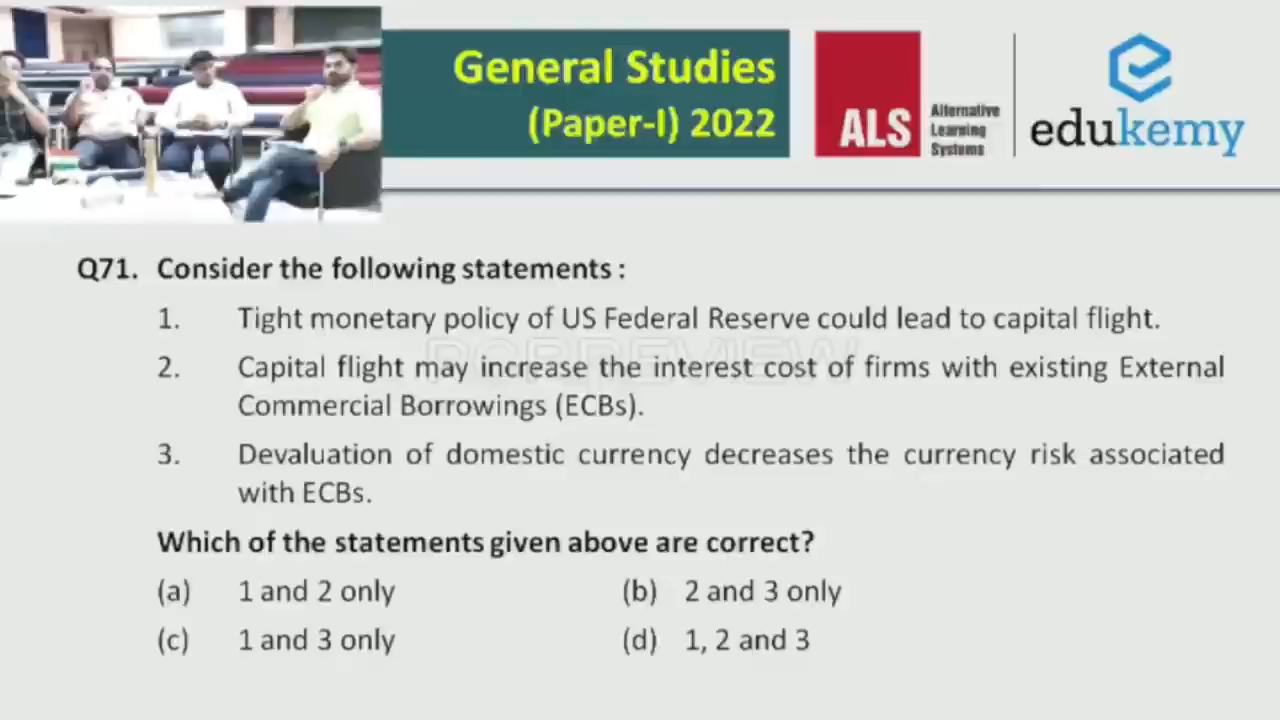 General Studies
(Paper-I) 2022
ALS
Alternative
Learning
Systems
edukemy
Q71. Consider the following statements :
1. Tight monetary policy of US Federal Reserve could lead to capital flight.
2. Capital flight may increase the interest cost of firms with existing External
Commercial Borrowings (ECBs).
3. Devaluation of domestic currency decreases the currency risk associated
with ECBs.
Which of the statements given above are correct?
(a) 1 and 2 only (b) 2 and 3 only
(c) 1 and 3 only (d) 1, 2 and 3